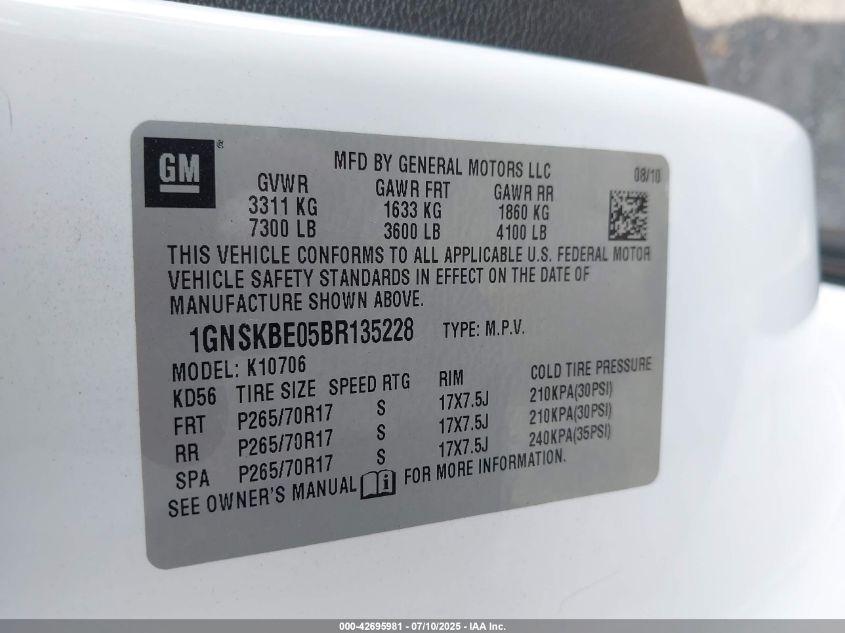 GM ®
MFD BY GENERAL MOTORS LLC 08/10
GVWR GAWR FRT GAWR RR
3311 KG 1633 KG 1860 KG
7300 LB 3600 LB 4100 LB
THIS VEHICLE CONFORMS TO ALL APPLICABLE U.S. FEDERAL MOTOR
VEHICLE SAFETY STANDARDS IN EFFECT ON THE DATE OF
MANUFACTURE SHOWN ABOVE.
1GNSKBE05BR135228 TYPE: M.P.V.
MODEL: K10706
KD56 TIRE SIZE SPEED RTG RIM COLD TIRE PRESSURE
FRT P265/70R17 S 17X7.5J 210KPA(30PSI)
RR P265/70R17 S 17X7.5J 210KPA(30PSI)
SPA P265/70R17 S 17X7.5J 240KPA(35PSI)
SEE OWNER'S MANUAL i FOR MORE INFORMATION.
000-42695981 - 07/10/2025 - IAA Inc.